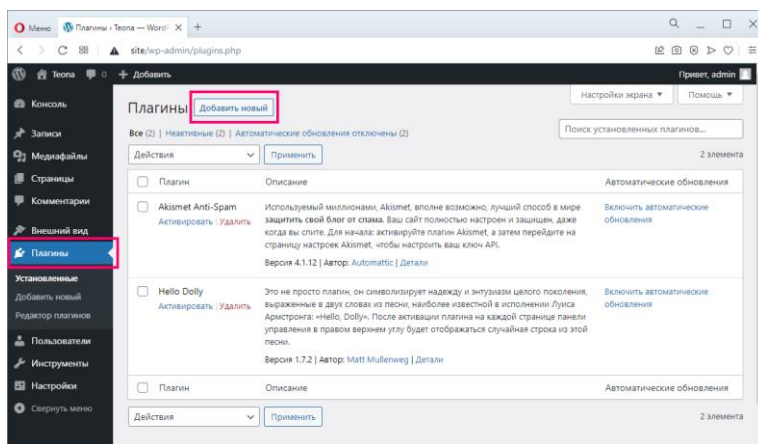 Меню
Плагины ‹ Teona — Word
site/wp-admin/plugins.php
Teona 0 Добавить Привет, admin
Консоль
Записи
Медиафайлы
Страницы
Комментарии
Внешний вид
Плагины
Установленные
Добавить новый
Редактор плагинов
Пользователи
Инструменты
Настройки
Свернуть меню
Настройки экрана Помощь
Плагины Добавить новый
Все (2) | Неактивные (2) | Автоматические обновления отключены (2)
Поиск установленных плагинов...
Действия Применить 2 элемента
Плагин Описание Автоматические обновления
Akismet Anti-Spam
Активировать | Удалить
Используемый миллионами, Akismet, вполне возможно, лучший способ в мире
защитить свой блог от спама. Ваш сайт полностью настроен и защищен, даже
когда вы спите. Для начала: активируйте плагин Akismet, а затем перейдите на
страницу настроек Akismet, чтобы настроить ваш ключ API.
Версия 4.1.12 | Автор: Automattic | Детали
Включить автоматические
обновления
Hello Dolly
Активировать | Удалить
Это не просто плагин, он символизирует надежду и энтузиазм целого поколения,
выраженные в двух словах из песни, наиболее известной в исполнении Луиса
Армстронга: «Hello, Dolly». После активации плагина на каждой странице панели
управления в правом верхнем углу будет отображаться случайная строка из этой
песни.
Версия 1.7.2 | Автор: Matt Mullenweg | Детали
Включить автоматические
обновления
Плагин Описание Автоматические обновления
Действия Применить 2 элемента